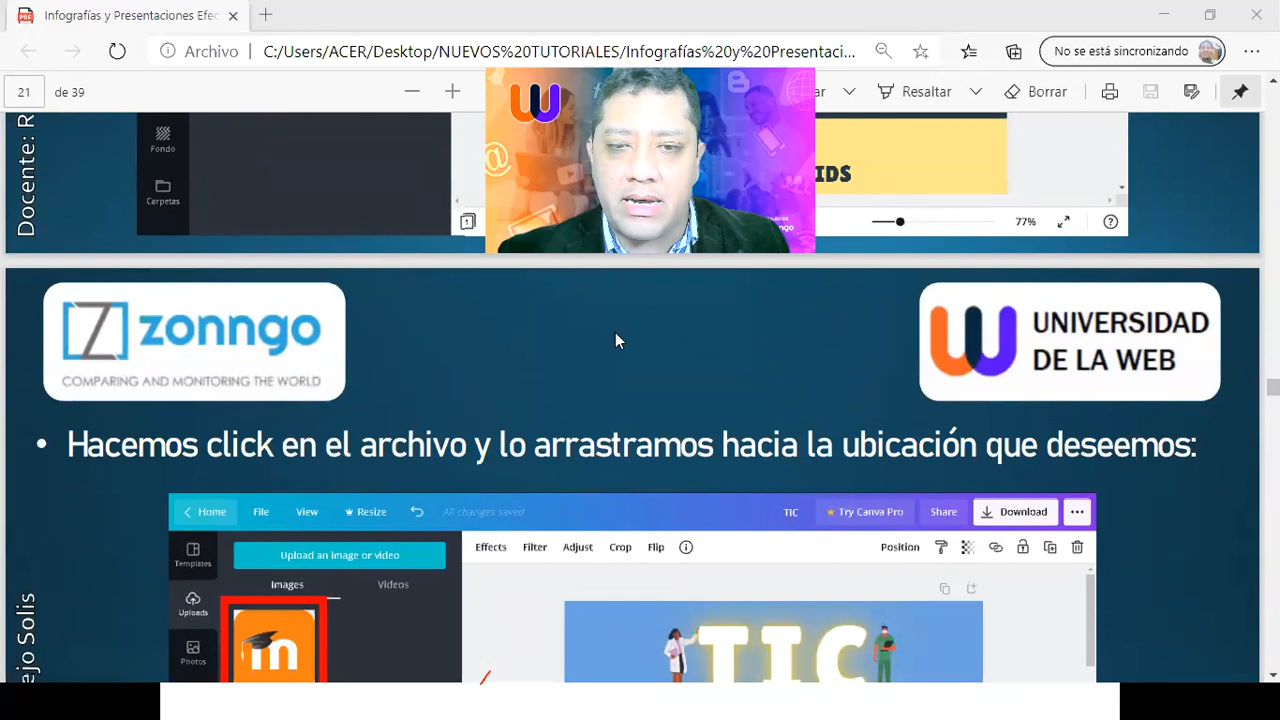 Infografías y Presentaciones Efec
Archivo
C:/Users/ACER/Desktop/NUEVOS%20TUTORIALES/Infografías%20y%20Presentaci...
No se está sincronizando
21
de 39
ar
Resaltar
Borrar
Docente: R
Fondo
Carpetas
IDS
1
77%
zonngo
COMPARING AND MONITORING THE WORLD
UNIVERSIDAD
DE LA WEB
• Hacemos click en el archivo y lo arrastramos hacia la ubicación que deseemos:
Home
File
View
Resize
All changes saved
TIC
Try Canva Pro
Share
Download
Templates
Upload an image or video
Effects
Filter
Adjust
Crop
Flip
Position
Images
Videos
Uploads
Photos
m
TIC
ejo Solis